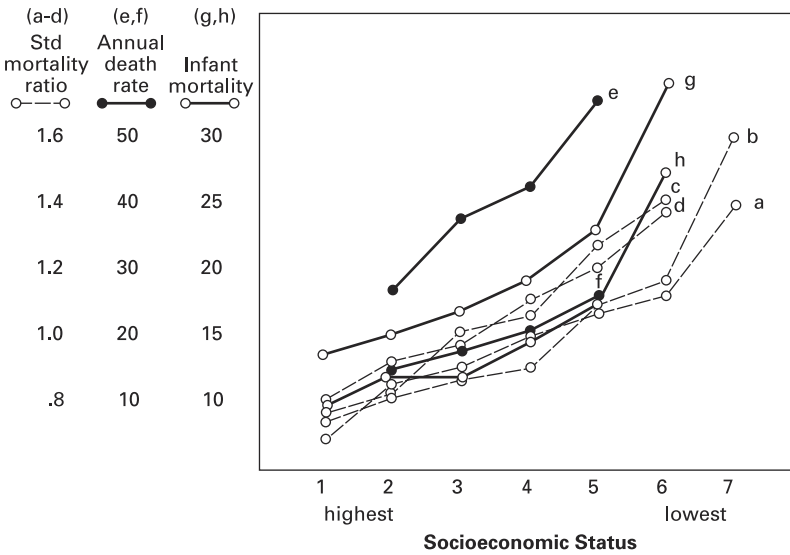 (a-d) (e,f) (g,h)
Std Annual
mortality death Infant
ratio rate mortality
1.6 50 30
1.4 40 25
1.2 30 20
1.0 20 15
.8 10 10
e
g
b
h
c
d
a
f
1 2 3 4 5 6 7
highest lowest
Socioeconomic Status